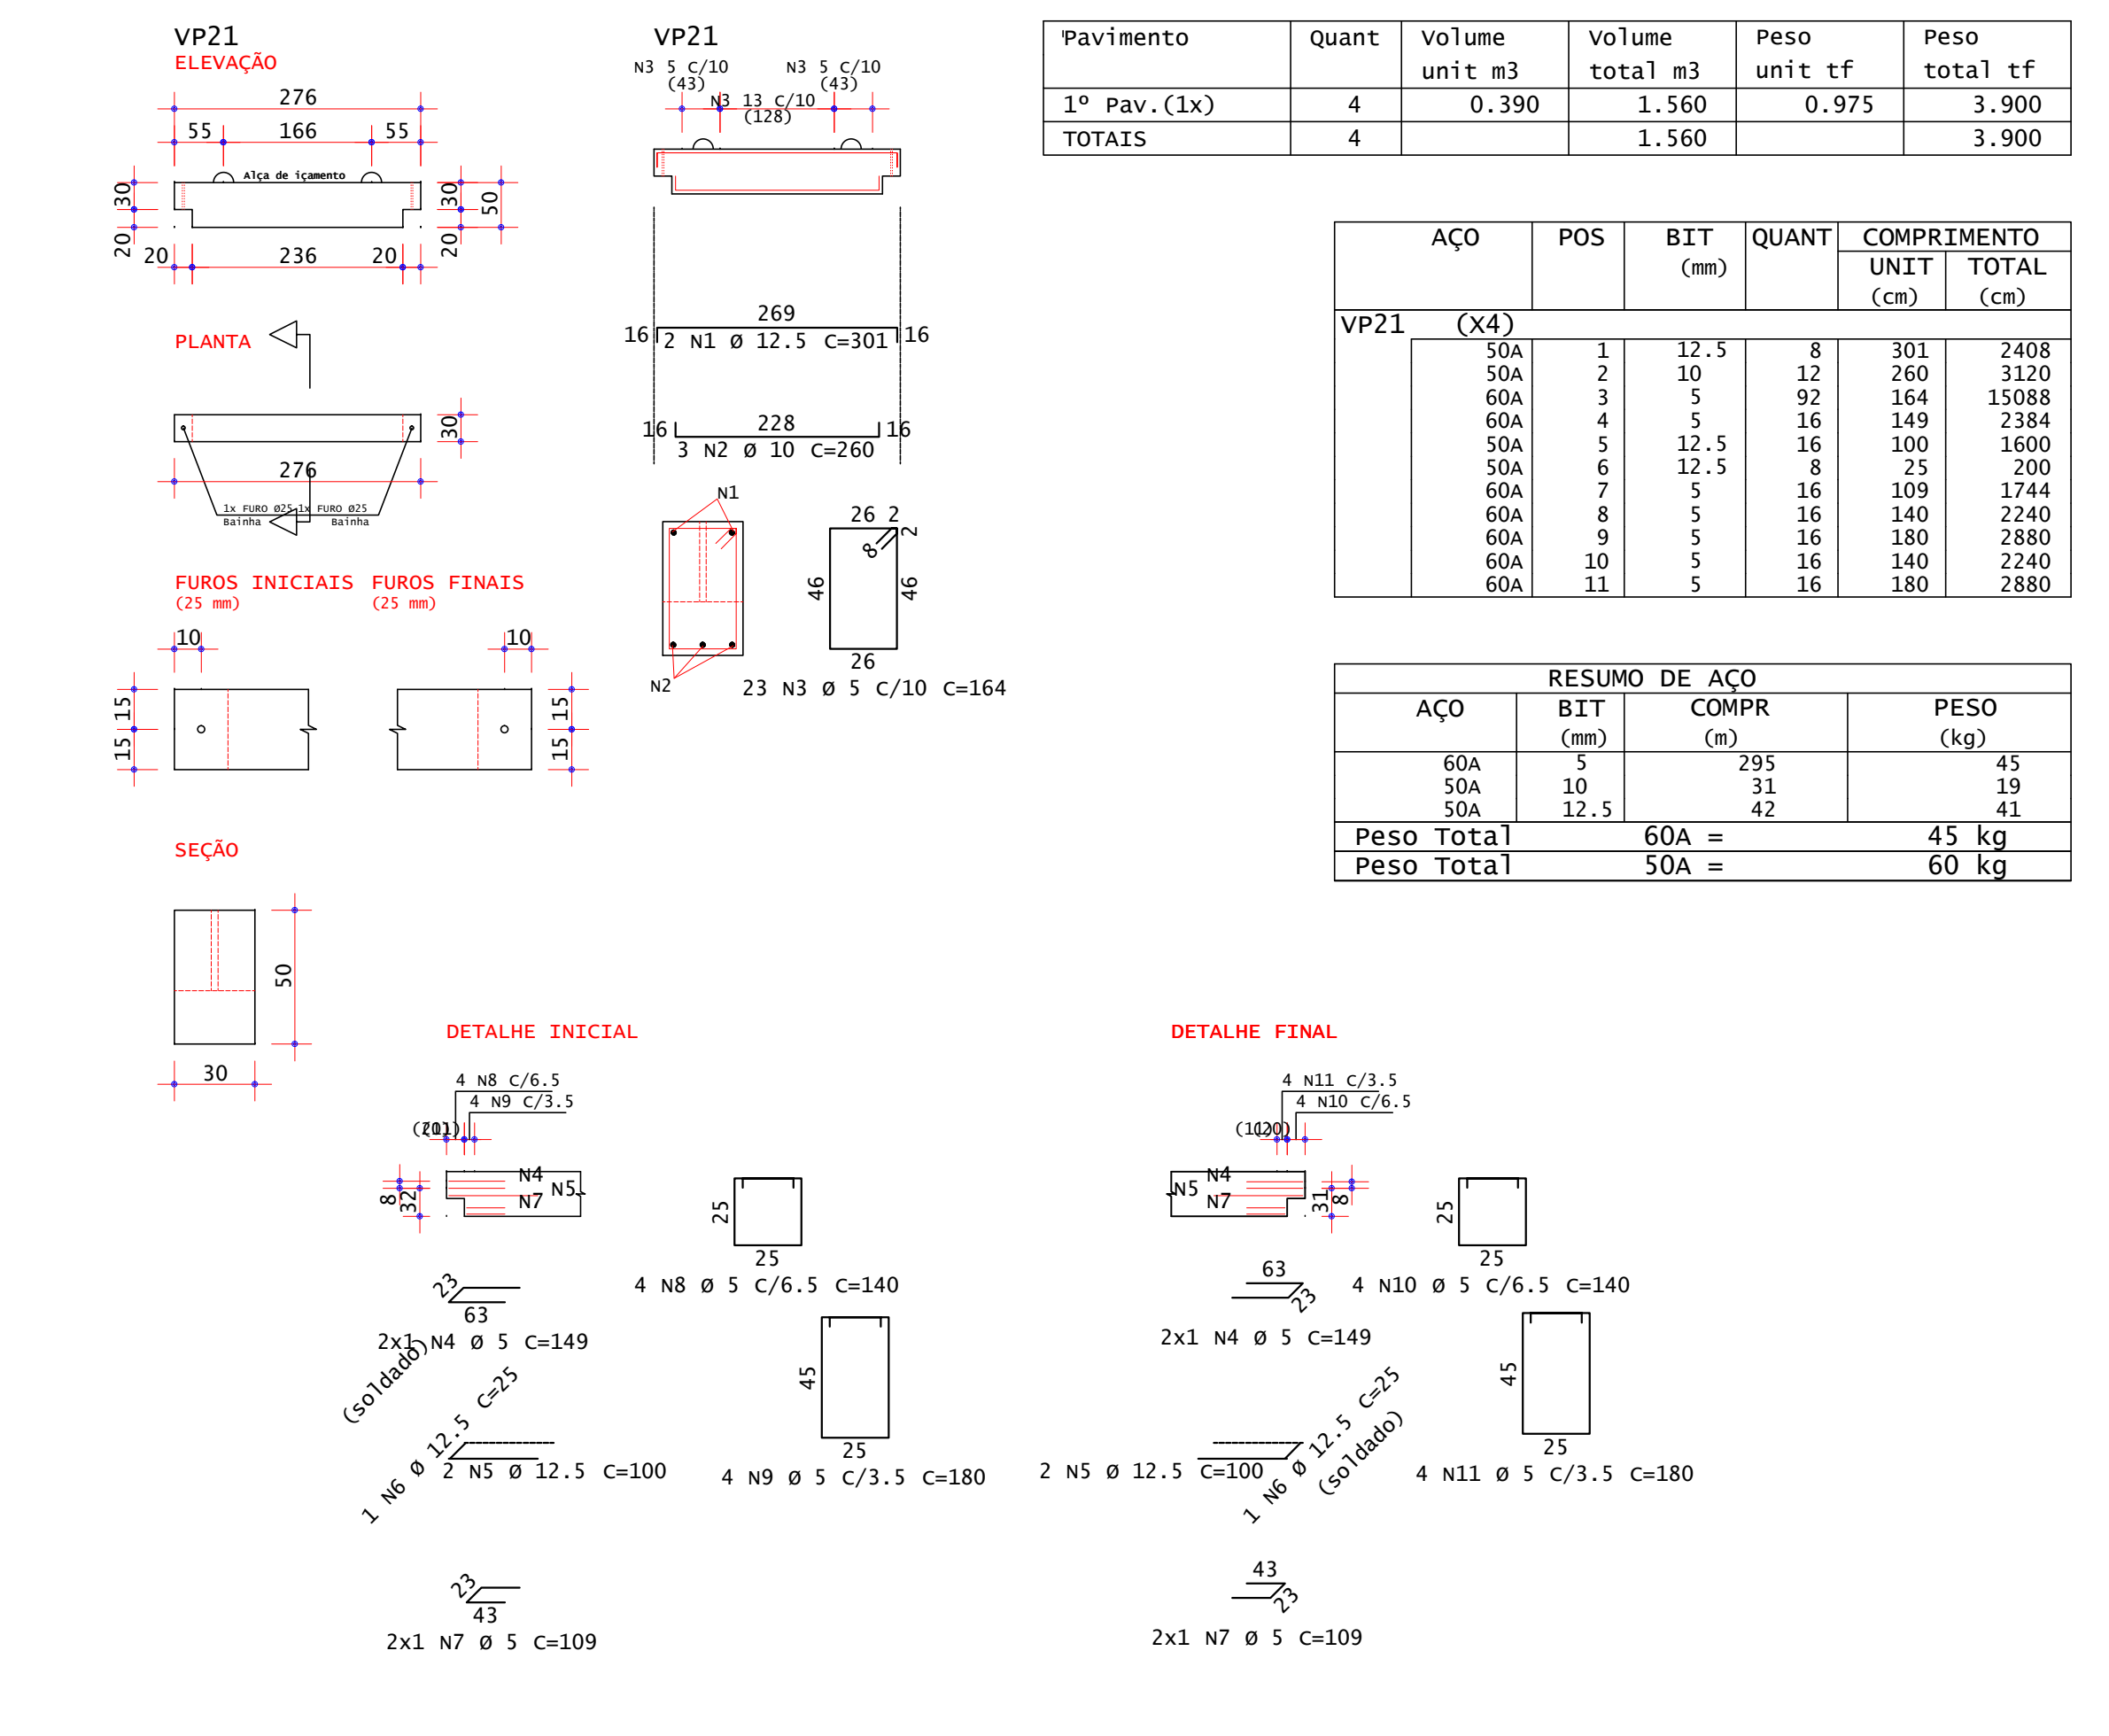 VP21
ELEVAÇÃO
276
55 166 55
Alça de içamento
30 30 50
20 20
20 236 20
PLANTA
30
276
1x FURO Ø25 1x FURO Ø25
Bainha Bainha
FUROS INICIAIS FUROS FINAIS
(25 mm) (25 mm)
10 10
15 15
15 15
SEÇÃO
50
30
VP21
N3 5 C/10 N3 5 C/10
(43) (43)
N3 13 C/10
(128)
269
16 16
2 N1 Ø 12.5 C=301
228
16 16
3 N2 Ø 10 C=260
N1
N2
26 2
2
8
46 46
26
23 N3 Ø 5 C/10 C=164
Pavimento Quant Volume Volume Peso Peso
unit m3 total m3 unit tf total tf
1º Pav.(1x) 4 0.390 1.560 0.975 3.900
TOTAIS 4 1.560 3.900
AÇO POS BIT QUANT COMPRIMENTO
(mm) UNIT TOTAL
(cm) (cm)
VP21 (X4)
50A 1 12.5 8 301 2408
50A 2 10 12 260 3120
60A 3 5 92 164 15088
60A 4 5 16 149 2384
50A 5 12.5 16 100 1600
50A 6 12.5 8 25 200
60A 7 5 16 109 1744
60A 8 5 16 140 2240
60A 9 5 16 180 2880
60A 10 5 16 140 2240
60A 11 5 16 180 2880
RESUMO DE AÇO
AÇO BIT COMPR PESO
(mm) (m) (kg)
60A 5 295 45
50A 10 31 19
50A 12.5 42 41
Peso Total 60A = 45 kg
Peso Total 50A = 60 kg
DETALHE INICIAL
4 N8 C/6.5
4 N9 C/3.5
N4
N5
N7
8 32
23
63
2x1 N4 Ø 5 C=149
(soldado)
1 N6 Ø 12.5 C=25
2 N5 Ø 12.5 C=100
23
43
2x1 N7 Ø 5 C=109
25
25
4 N8 Ø 5 C/6.5 C=140
45
25
4 N9 Ø 5 C/3.5 C=180
DETALHE FINAL
4 N11 C/3.5
4 N10 C/6.5
N4
N5
N7
31 8
63
23
2x1 N4 Ø 5 C=149
1 N6 Ø 12.5 C=25
(soldado)
2 N5 Ø 12.5 C=100
43
23
2x1 N7 Ø 5 C=109
25
25
4 N10 Ø 5 C/6.5 C=140
45
25
4 N11 Ø 5 C/3.5 C=180